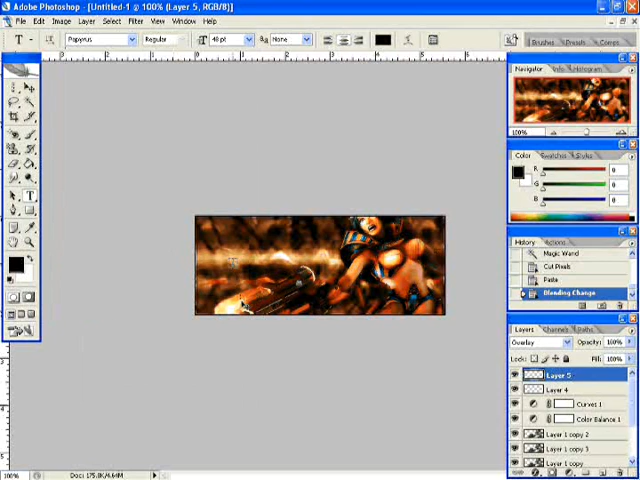 Adobe Photoshop - [Untitled-1 @ 100% (Layer 5, RGB/8)]
File Edit Image Layer Select Filter View Window Help
T Papyrus Regular 48 pt aa None Brushes Presets Comps
Navigator Info Histogram
100%
Color Swatches Styles
R 0
G 0
B 0
History Actions
Magic Wand
Cut Pixels
Paste
Blending Change
Layers Channels Paths
Overlay Opacity: 100%
Lock: Fill: 100%
Layer 5
Layer 4
Curves 1
Color Balance 1
Layer 1 copy 2
Layer 1 copy 3
Layer 1 copy
100% Doc: 175.8K/4.64M